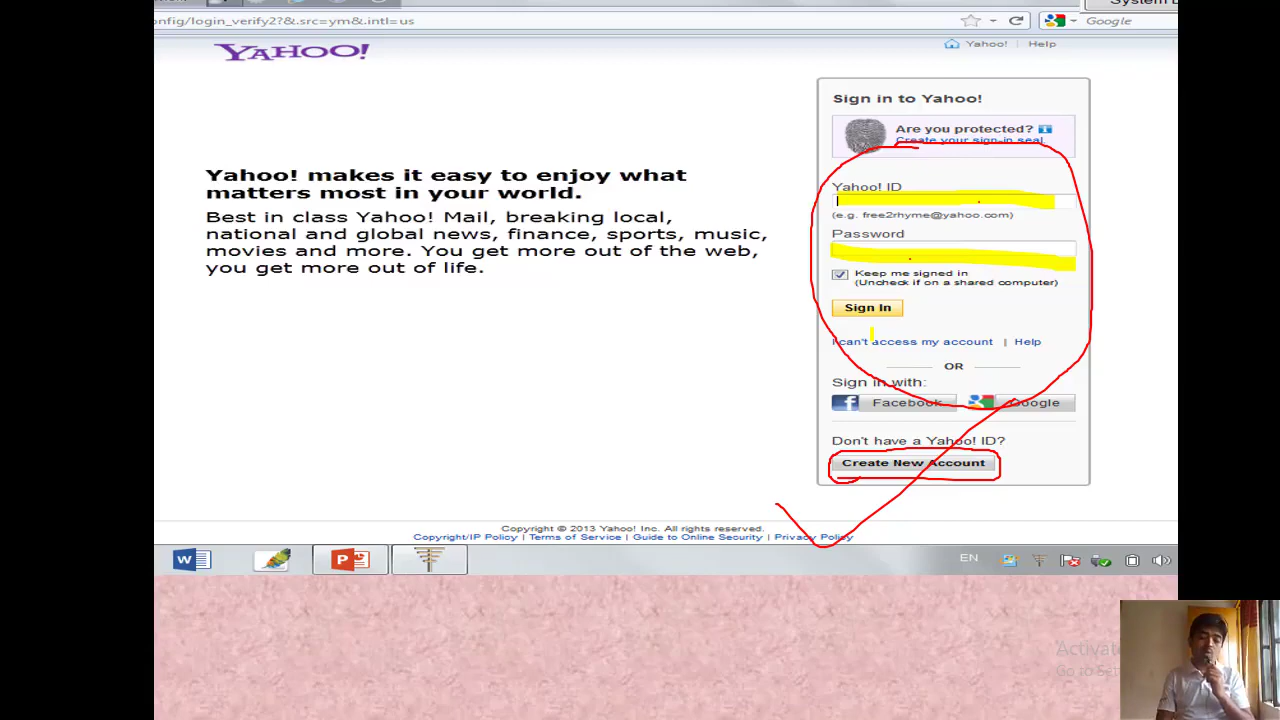 onfig/login_verify2?&.src=ym&.intl=us
Google
YAHOO!
Yahoo! | Help
Sign in to Yahoo!
Are you protected?
Create your sign-in seal
Yahoo! makes it easy to enjoy what
matters most in your world.
Best in class Yahoo! Mail, breaking local,
national and global news, finance, sports, music,
movies and more. You get more out of the web,
you get more out of life.
Yahoo! ID
(e.g. free2rhyme@yahoo.com)
Password
Keep me signed in
(Uncheck if on a shared computer)
Sign In
I can't access my account | Help
OR
Sign in with:
Facebook
Google
Don't have a Yahoo! ID?
Create New Account
Copyright © 2013 Yahoo! Inc. All rights reserved.
Copyright/IP Policy | Terms of Service | Guide to Online Security | Privacy Policy
EN
Activate
Go to Se